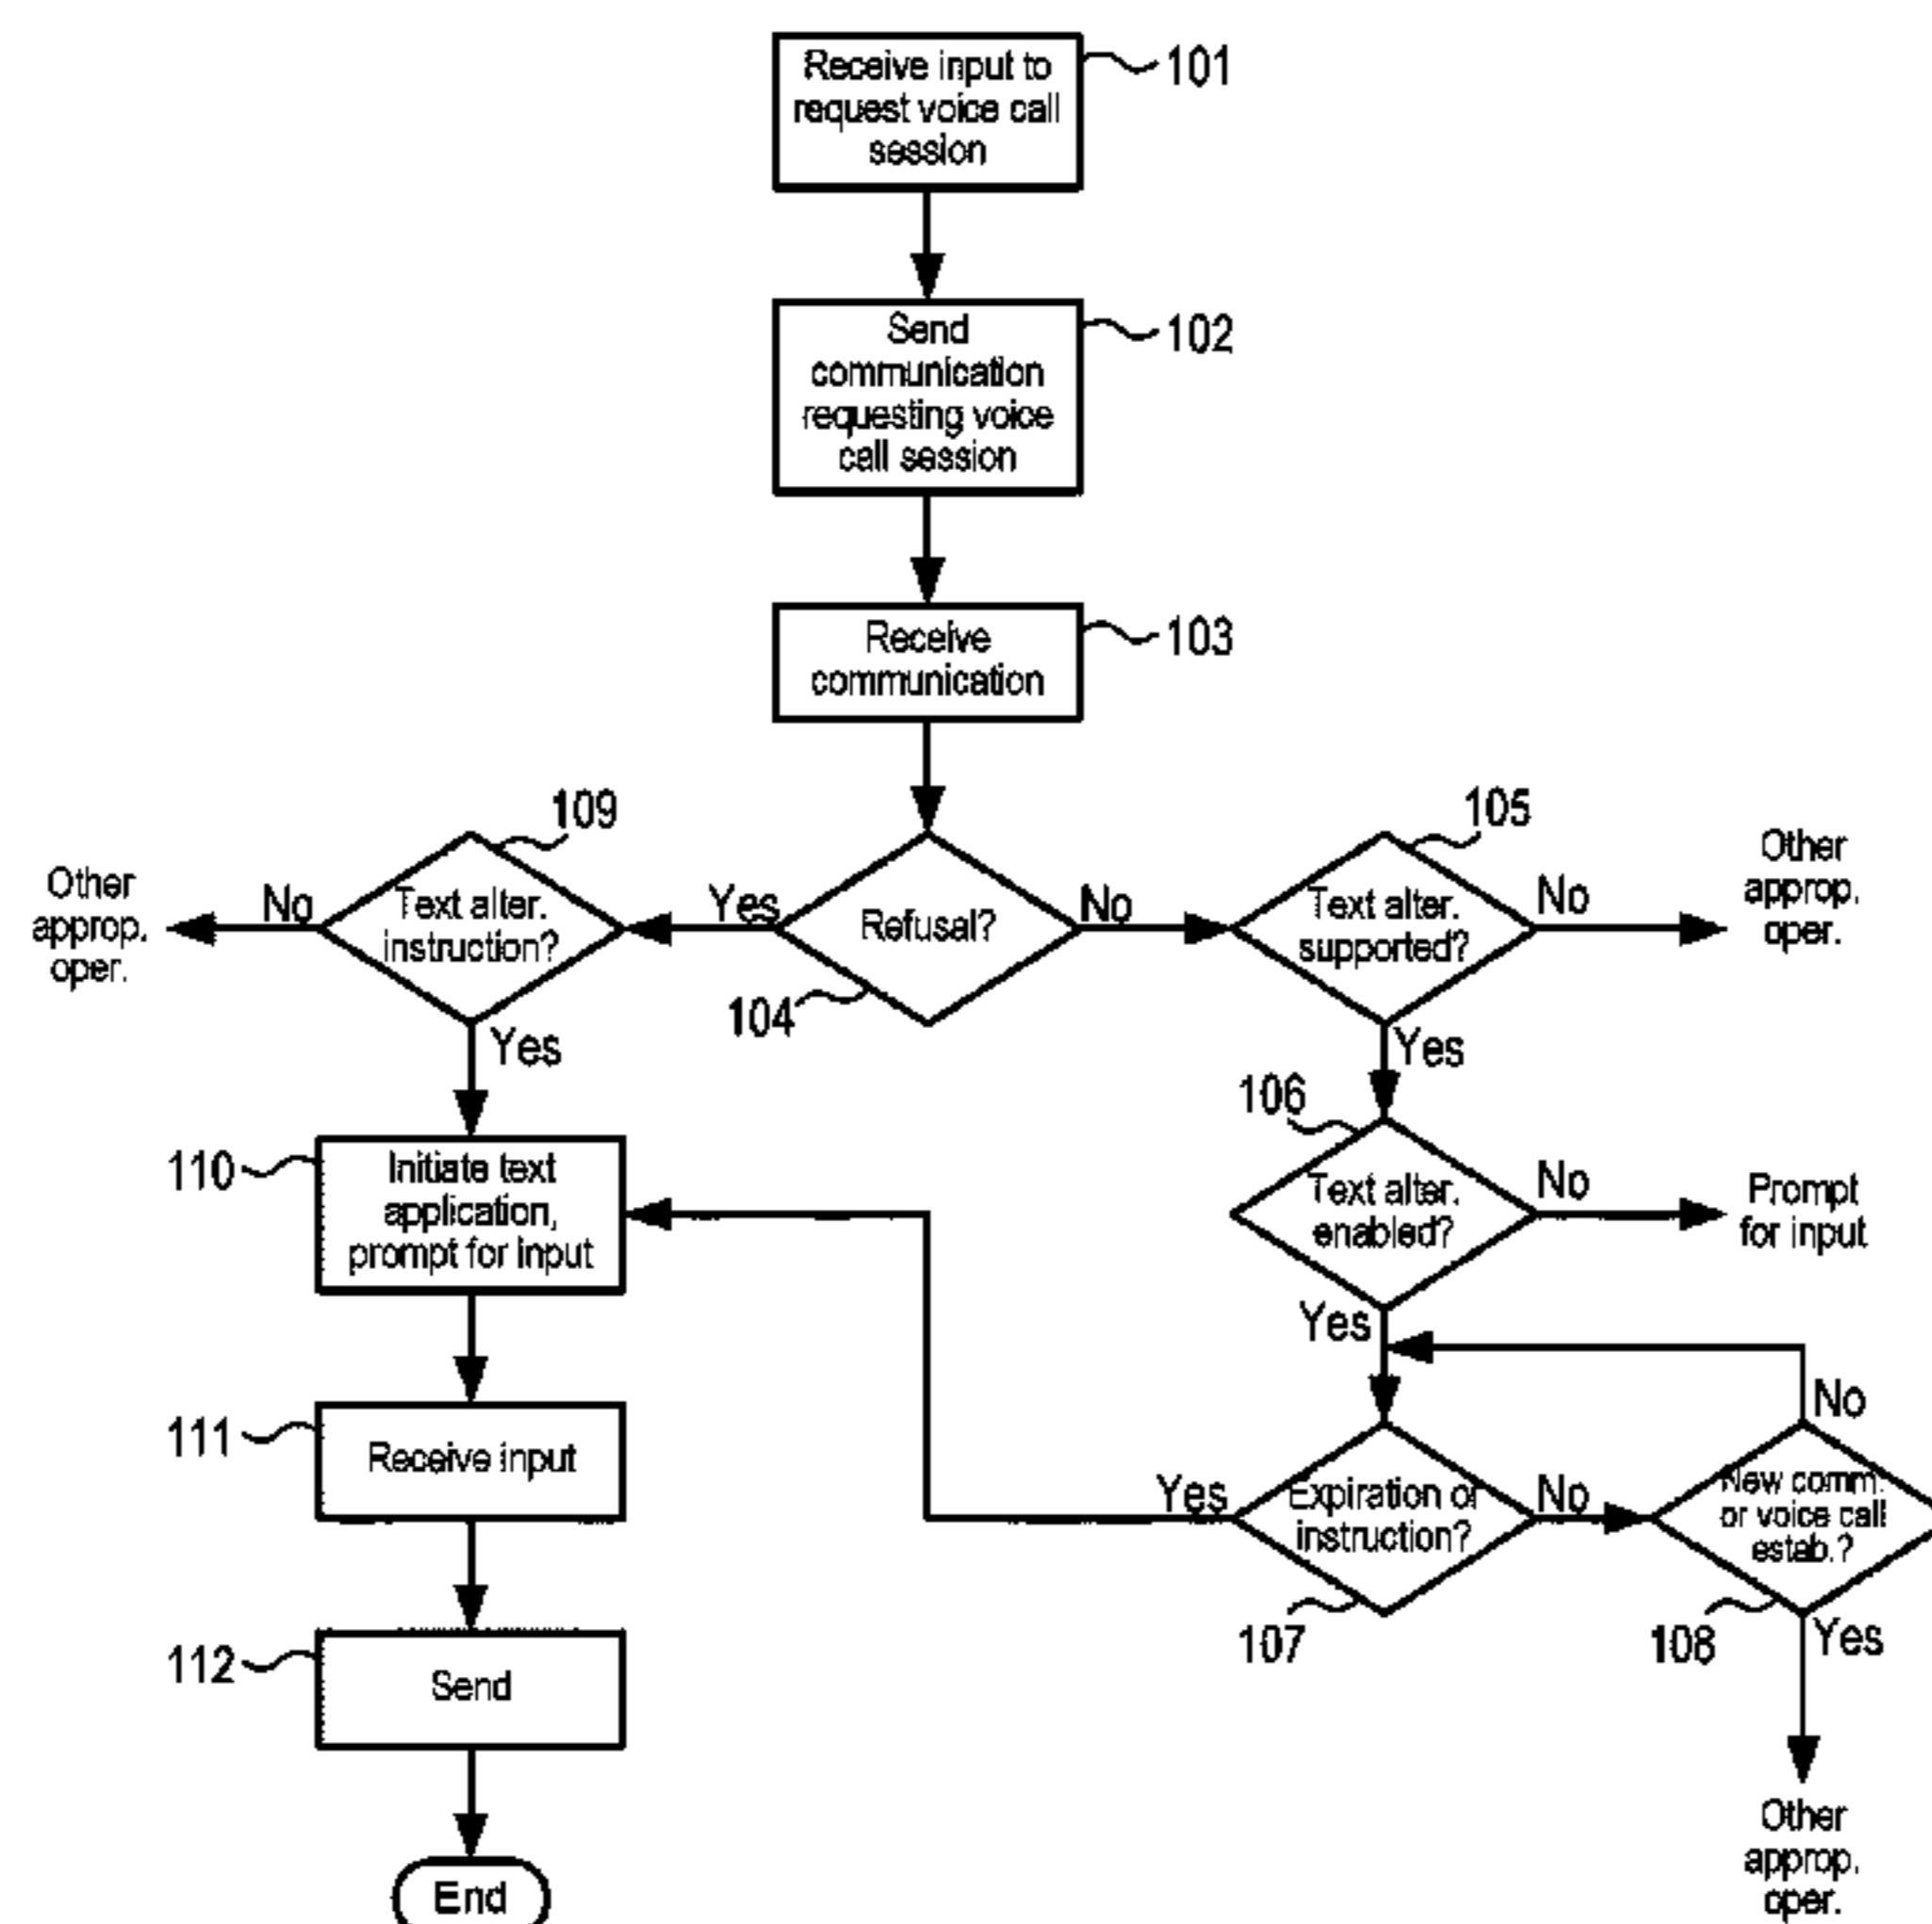 Receive input to
request voice call
session
101
Send
communication
requesting voice
call session
102
Receive
communication
103
109
105
Other
approp.
oper.
No
Text alter.
instruction?
Yes
Refusal?
No
Text alter.
supported?
No
Other
approp.
oper.
104
Yes
Yes
106
110
Initiate text
application,
prompt for input
Text alter.
enabled?
No
Prompt
for input
Yes
No
111
Receive input
Yes
Expiration or
instruction?
No
New comm.
or voice call
estab.?
107
108
Yes
112
Send
Other
approp.
oper.
End